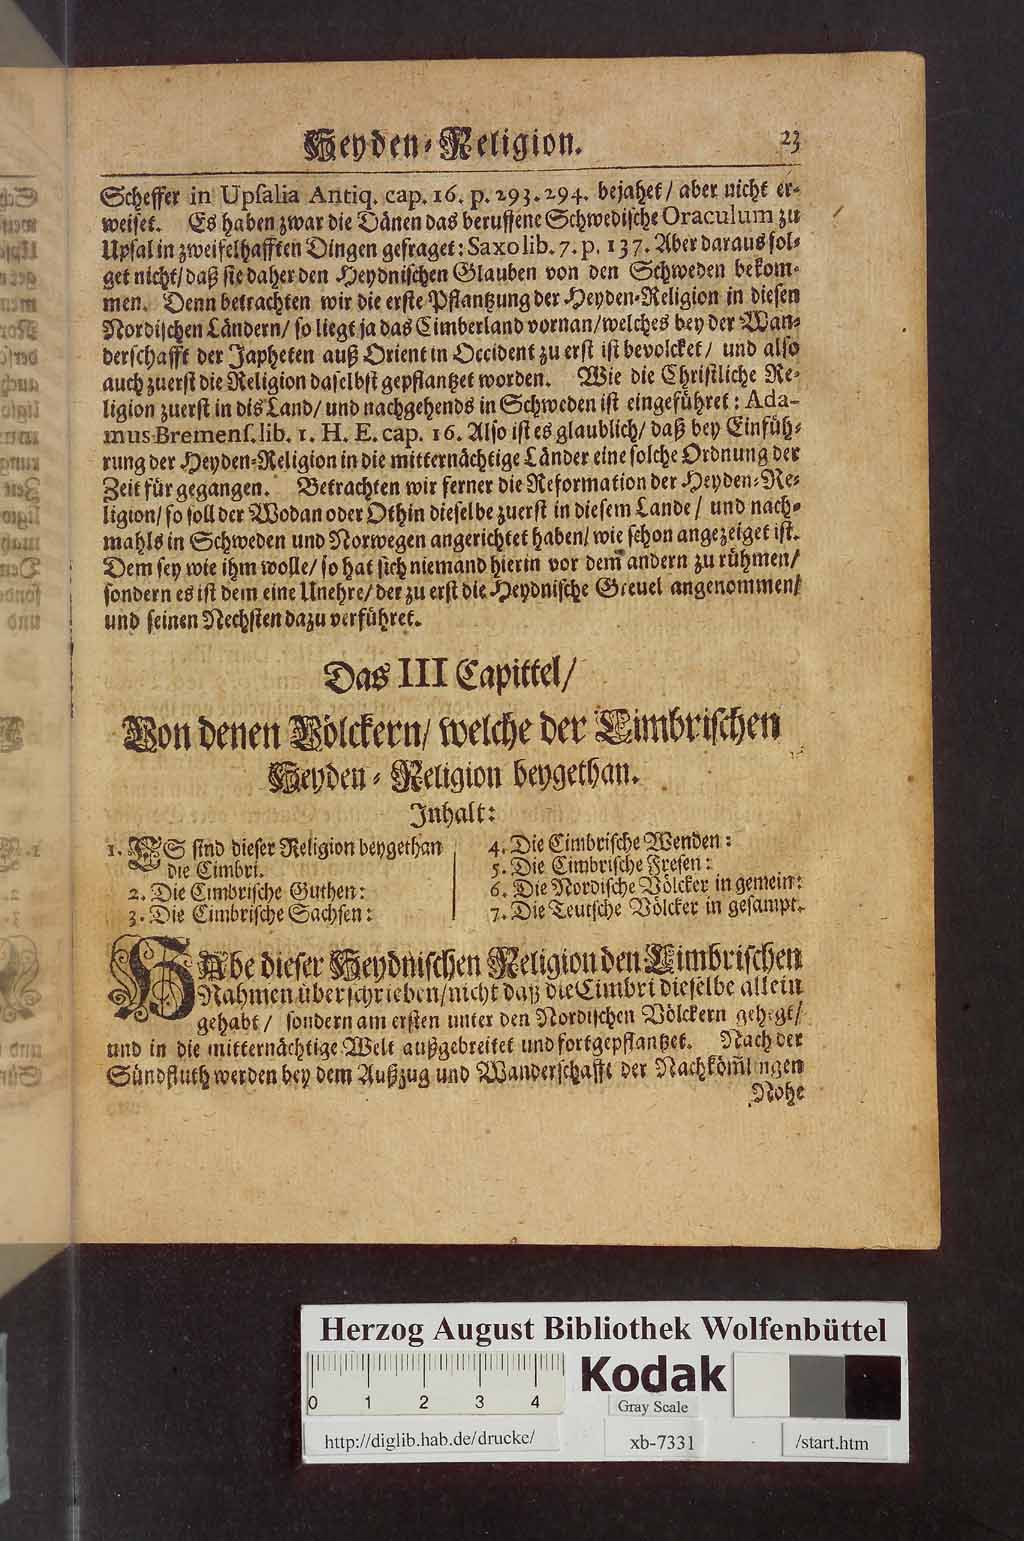 Heyden-Religion. 23
Scheffer in Upsalia Antiq. cap. 16. p. 293. 294. bejahet / aber nicht er-
weiset. Es haben zwar die Dänen das beruffene Schwedische Oraculum zu
Upsal in zweifelhafften Dingen gefraget: Saxo lib. 7. p. 137. Aber daraus fol-
get nicht / daß sie daher den Heydnischen Glauben von den Schweden bekom-
men. Denn betrachten wir die erste Pflantzung der Heyden-Religion in diesen
Nordischen Ländern / so liegt ja das Cimberland vornan / welches bey der Wan-
derschafft der Japheten auß Orient in Occident zu erst ist bevolcket / und also
auch zuerst die Religion daselbst gepflantzet worden. Wie die Christliche Re-
ligion zuerst in dis Land / und nachgehends in Schweden ist eingeführet: Ada-
mus Bremens. lib. 1. H. E. cap. 16. Also ist es glaublich / daß bey Einfüh-
rung der Heyden-Religion in die mitternächtige Länder eine solche Ordnung der
Zeit für gegangen. Betrachten wir ferner die Reformation der Heyden-Re-
ligion / so soll der Wodan oder Othin dieselbe zuerst in diesem Lande / und nach-
mahls in Schweden und Norwegen angerichtet haben / wie schon angezeiget ist.
Dem sey wie ihm wolle / so hat sich niemand hierin vor dem andern zu rühmen /
sondern es ist dem eine Unehre / der zu erst die Heydnische Greuel angenommen /
und seinen Nechsten dazu verführet.
Das III Capittel /
Von denen Völckern / welche der Cimbrischen
Heyden-Religion beygethan.
Inhalt:
1. ES sind dieser Religion beygethan
die Cimbri.
2. Die Cimbrische Guthen:
3. Die Cimbrische Sachsen:
4. Die Cimbrische Wenden:
5. Die Cimbrische Fresen:
6. Die Nordische Völcker in gemein:
7. Die Teutsche Völcker in gesampt.
HAbe dieser Heydnischen Religion den Cimbrischen
Nahmen überschrieben / nicht daß die Cimbri dieselbe allein
gehabt / sondern am ersten unter den Nordischen Völckern gehegt /
und in die mitternächtige Welt außgebreitet und fortgepflantzet. Nach der
Sündfluth werden bey dem Außzug und Wanderschafft der Nachköm̃lingen
Nohe
Herzog August Bibliothek Wolfenbüttel
0 1 2 3 4
Kodak
Gray Scale
http://diglib.hab.de/drucke/
xb-7331
/start.htm